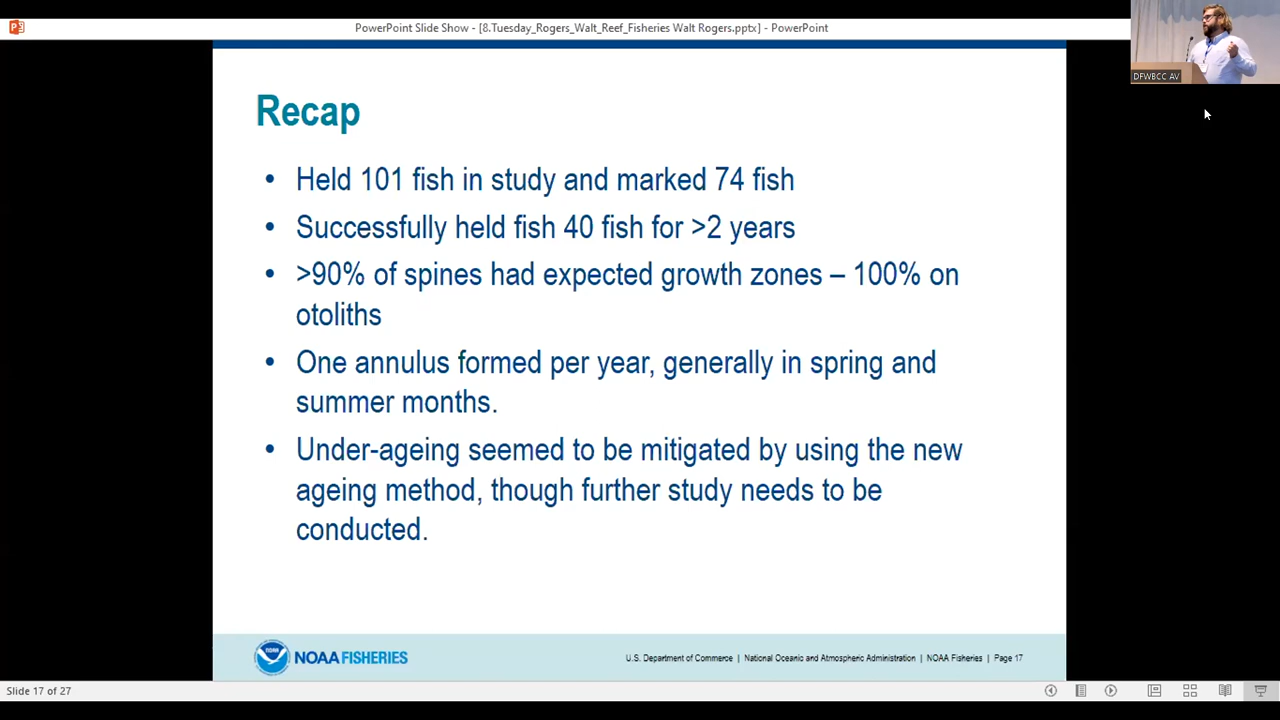 PowerPoint Slide Show - [8.Tuesday_Rogers_Walt_Reef_Fisheries Walt Rogers.pptx] - PowerPoint
DFWBCC AV
Recap
• Held 101 fish in study and marked 74 fish
• Successfully held fish 40 fish for >2 years
• >90% of spines had expected growth zones – 100% on
otoliths
• One annulus formed per year, generally in spring and
summer months.
• Under-ageing seemed to be mitigated by using the new
ageing method, though further study needs to be
conducted.
NOAA FISHERIES
U.S. Department of Commerce | National Oceanic and Atmospheric Administration | NOAA Fisheries | Page 17
Slide 17 of 27